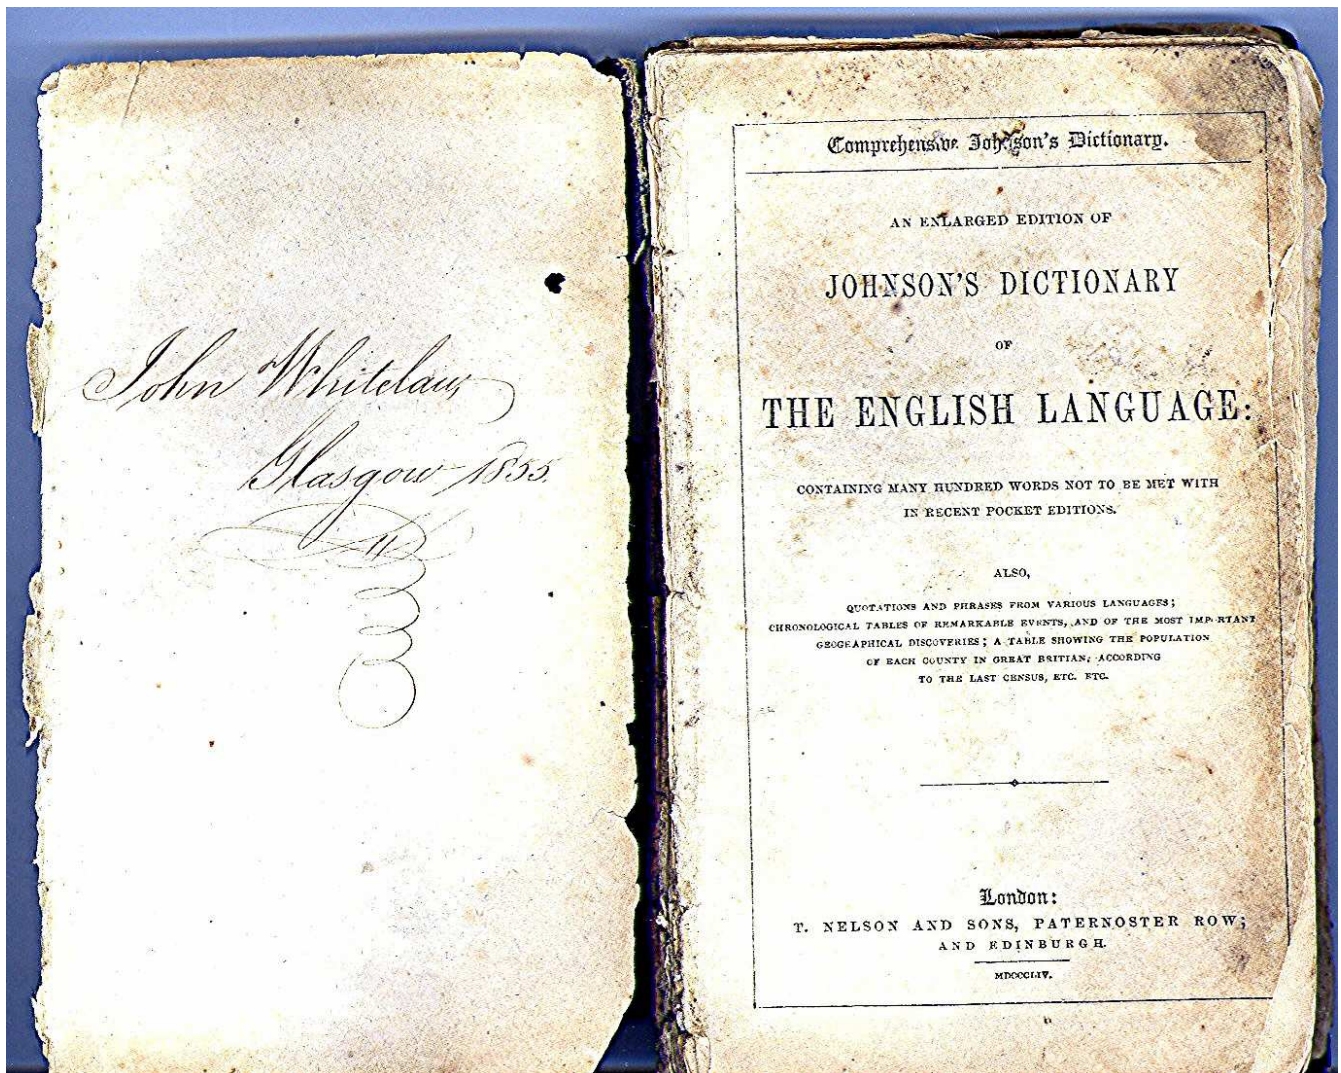 John Whitelaw
Glasgow 1855.
Comprehensive Johnson's Dictionary.
AN ENLARGED EDITION OF
JOHNSON'S DICTIONARY
OF
THE ENGLISH LANGUAGE:
CONTAINING MANY HUNDRED WORDS NOT TO BE MET WITH
IN RECENT POCKET EDITIONS.
ALSO,
QUOTATIONS AND PHRASES FROM VARIOUS LANGUAGES;
CHRONOLOGICAL TABLES OF REMARKABLE EVENTS, AND OF THE MOST IMPORTANT
GEOGRAPHICAL DISCOVERIES; A TABLE SHOWING THE POPULATION
OF EACH COUNTY IN GREAT BRITIAN, ACCORDING
TO THE LAST CENSUS, ETC. ETC.
London:
T. NELSON AND SONS, PATERNOSTER ROW;
AND EDINBURGH.
MDCCCLIV.